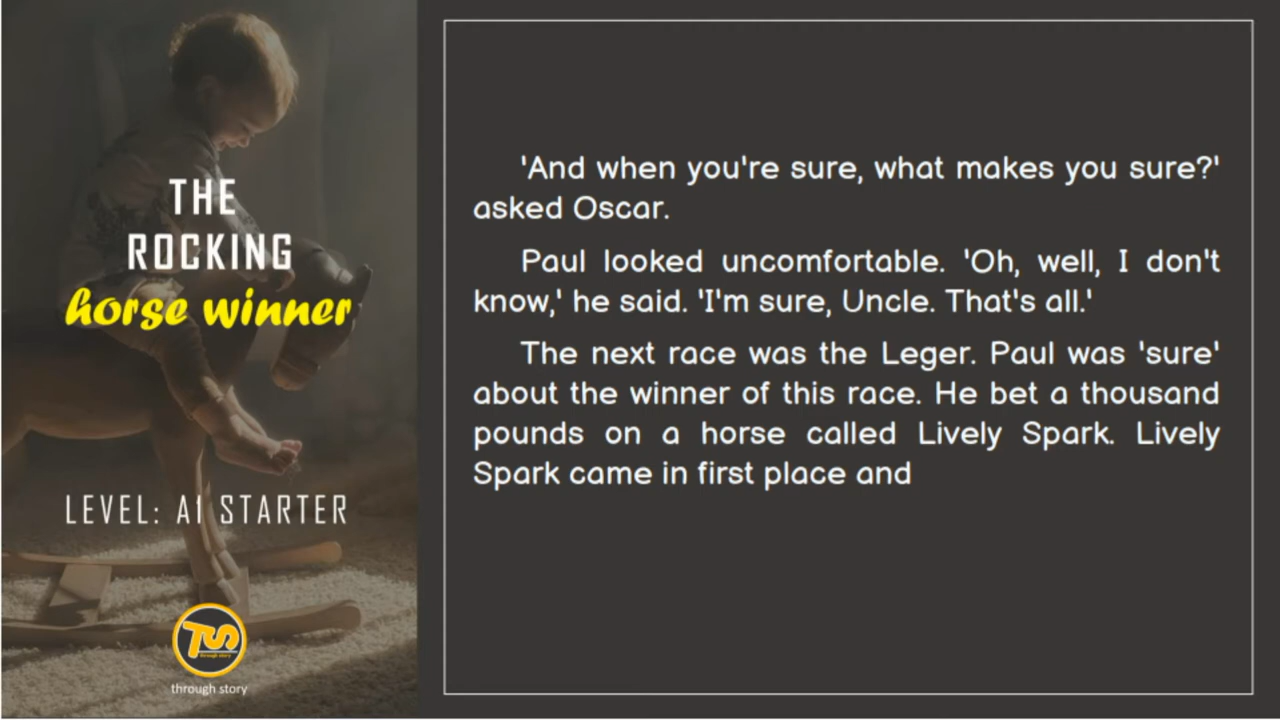 THE
ROCKING
horse winner
LEVEL: A1 STARTER
TS
through story
through story
'And when you're sure, what makes you sure?'
asked Oscar.
Paul looked uncomfortable. 'Oh, well, I don't
know,' he said. 'I'm sure, Uncle. That's all.'
The next race was the Leger. Paul was 'sure'
about the winner of this race. He bet a thousand
pounds on a horse called Lively Spark. Lively
Spark came in first place and